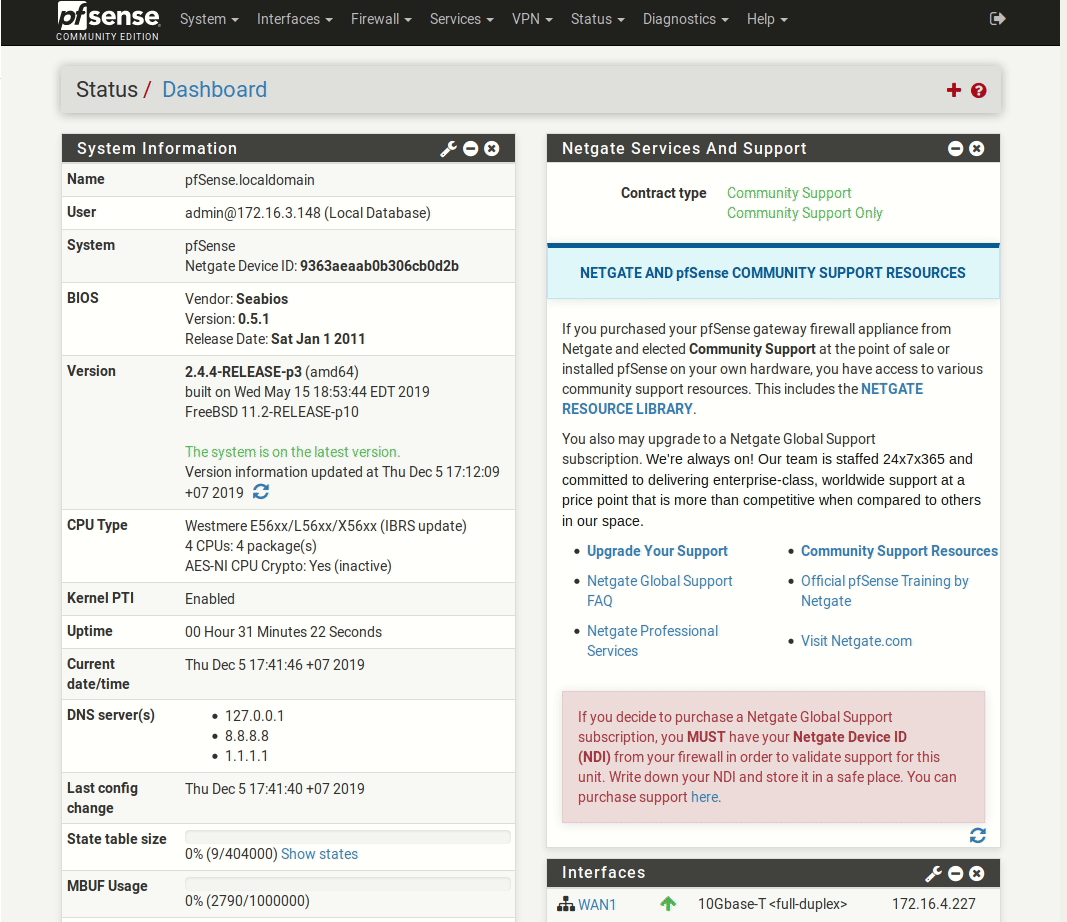 pfsense
COMMUNITY EDITION
System Interfaces Firewall Services VPN Status Diagnostics Help
Status / Dashboard
System Information
Name pfSense.localdomain
User admin@172.16.3.148 (Local Database)
System pfSense
Netgate Device ID: 9363aeaab0b306cb0d2b
BIOS Vendor: Seabios
Version: 0.5.1
Release Date: Sat Jan 1 2011
Version 2.4.4-RELEASE-p3 (amd64)
built on Wed May 15 18:53:44 EDT 2019
FreeBSD 11.2-RELEASE-p10
The system is on the latest version.
Version information updated at Thu Dec 5 17:12:09
+07 2019
CPU Type Westmere E56xx/L56xx/X56xx (IBRS update)
4 CPUs: 4 package(s)
AES-NI CPU Crypto: Yes (inactive)
Kernel PTI Enabled
Uptime 00 Hour 31 Minutes 22 Seconds
Current Thu Dec 5 17:41:46 +07 2019
date/time
DNS server(s) 127.0.0.1
8.8.8.8
1.1.1.1
Last config Thu Dec 5 17:41:40 +07 2019
change
State table size
0% (9/404000) Show states
MBUF Usage
0% (2790/1000000)
Netgate Services And Support
Contract type Community Support
Community Support Only
NETGATE AND pfSense COMMUNITY SUPPORT RESOURCES
If you purchased your pfSense gateway firewall appliance from
Netgate and elected Community Support at the point of sale or
installed pfSense on your own hardware, you have access to various
community support resources. This includes the NETGATE
RESOURCE LIBRARY.
You also may upgrade to a Netgate Global Support
subscription. We're always on! Our team is staffed 24x7x365 and
committed to delivering enterprise-class, worldwide support at a
price point that is more than competitive when compared to others
in our space.
Upgrade Your Support
Community Support Resources
Netgate Global Support
FAQ
Official pfSense Training by
Netgate
Netgate Professional
Services
Visit Netgate.com
If you decide to purchase a Netgate Global Support
subscription, you MUST have your Netgate Device ID
(NDI) from your firewall in order to validate support for this
unit. Write down your NDI and store it in a safe place. You can
purchase support here.
Interfaces
WAN1 10Gbase-T <full-duplex> 172.16.4.227